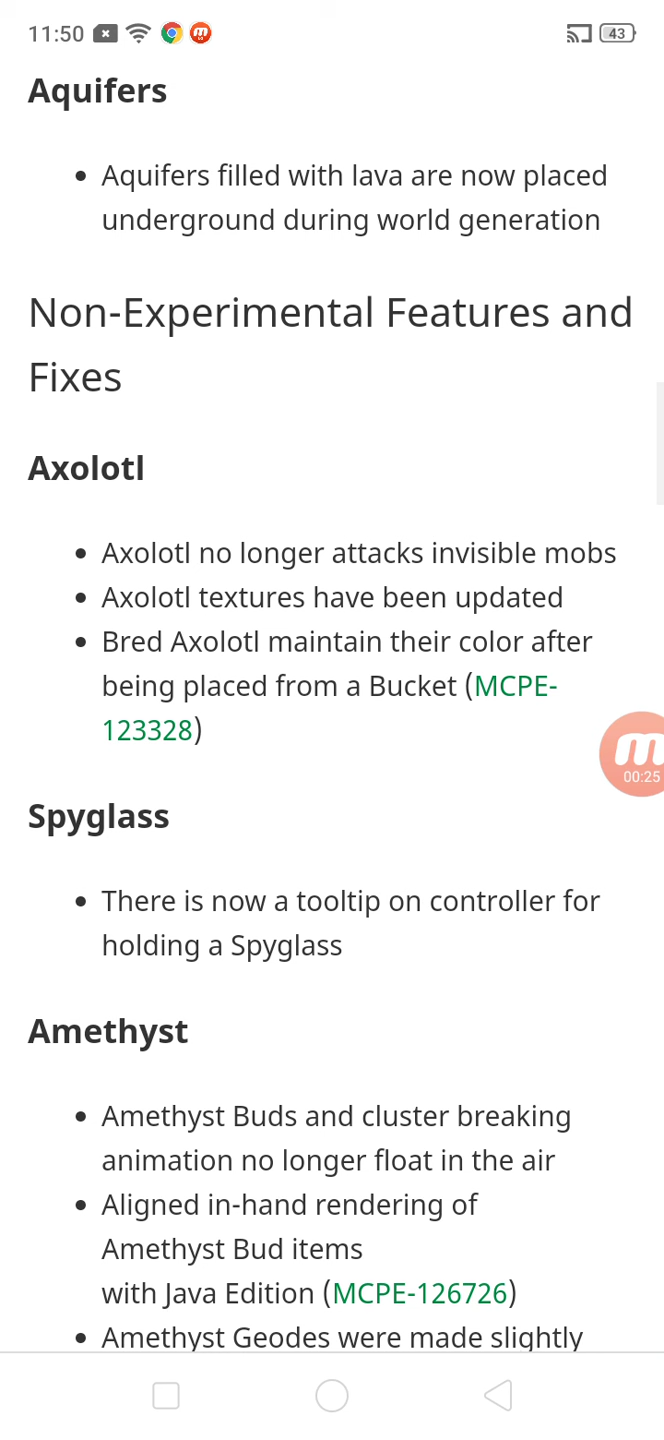 11:50
43
Aquifers
• Aquifers filled with lava are now placed
underground during world generation
Non-Experimental Features and
Fixes
Axolotl
• Axolotl no longer attacks invisible mobs
• Axolotl textures have been updated
• Bred Axolotl maintain their color after
being placed from a Bucket (MCPE-
123328)
00:25
Spyglass
• There is now a tooltip on controller for
holding a Spyglass
Amethyst
• Amethyst Buds and cluster breaking
animation no longer float in the air
• Aligned in-hand rendering of
Amethyst Bud items
with Java Edition (MCPE-126726)
• Amethyst Geodes were made slightly